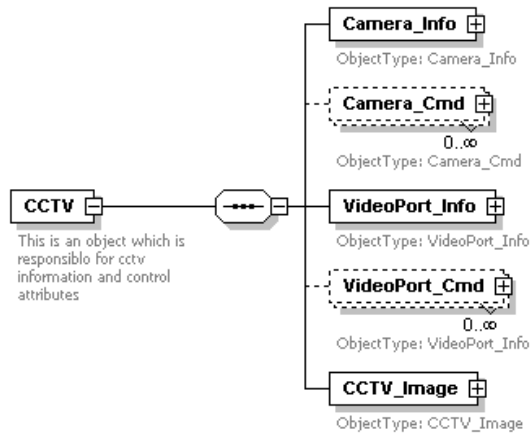 Camera_Info
ObjectType: Camera_Info
Camera_Cmd
0..∞
ObjectType: Camera_Cmd
CCTV
This is an object which is
responsiblo for cctv
information and control
attributes
VideoPort_Info
ObjectType: VideoPort_Info
VideoPort_Cmd
0..∞
ObjectType: VideoPort_Info
CCTV_Image
ObjectType: CCTV_Image